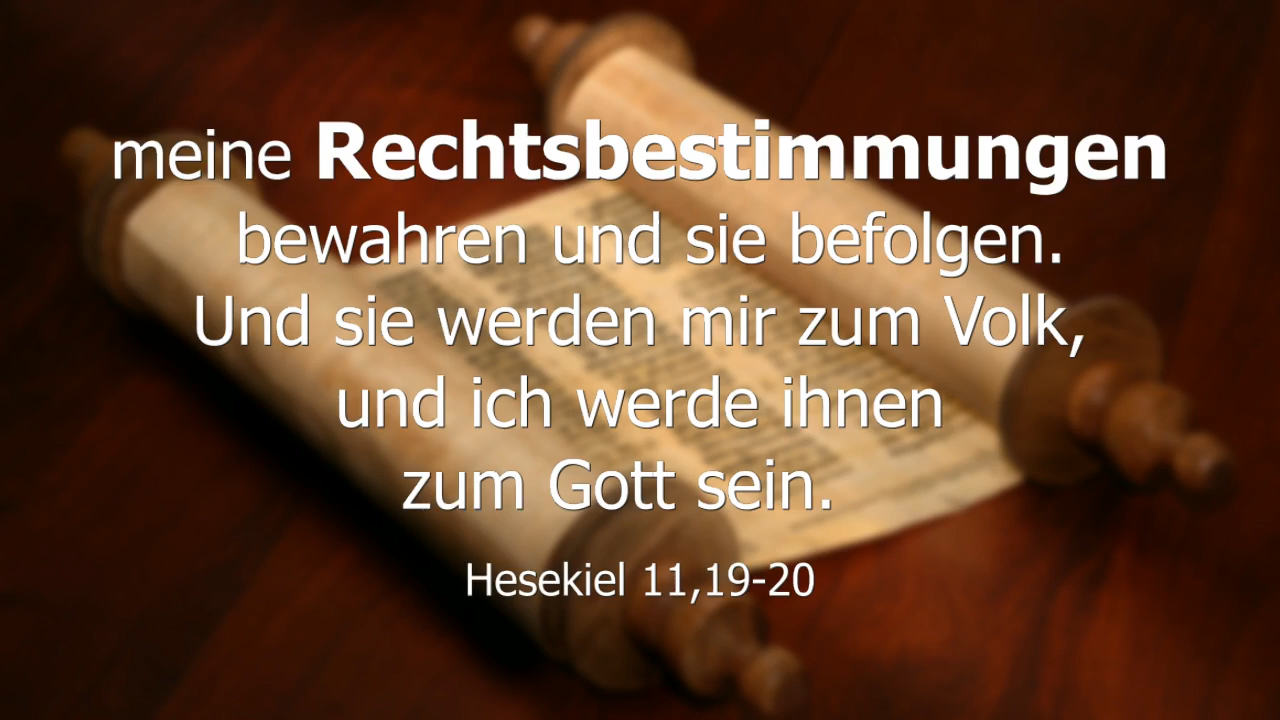 meine Rechtsbestimmungen
bewahren und sie befolgen.
Und sie werden mir zum Volk,
und ich werde ihnen
zum Gott sein.
Hesekiel 11,19-20